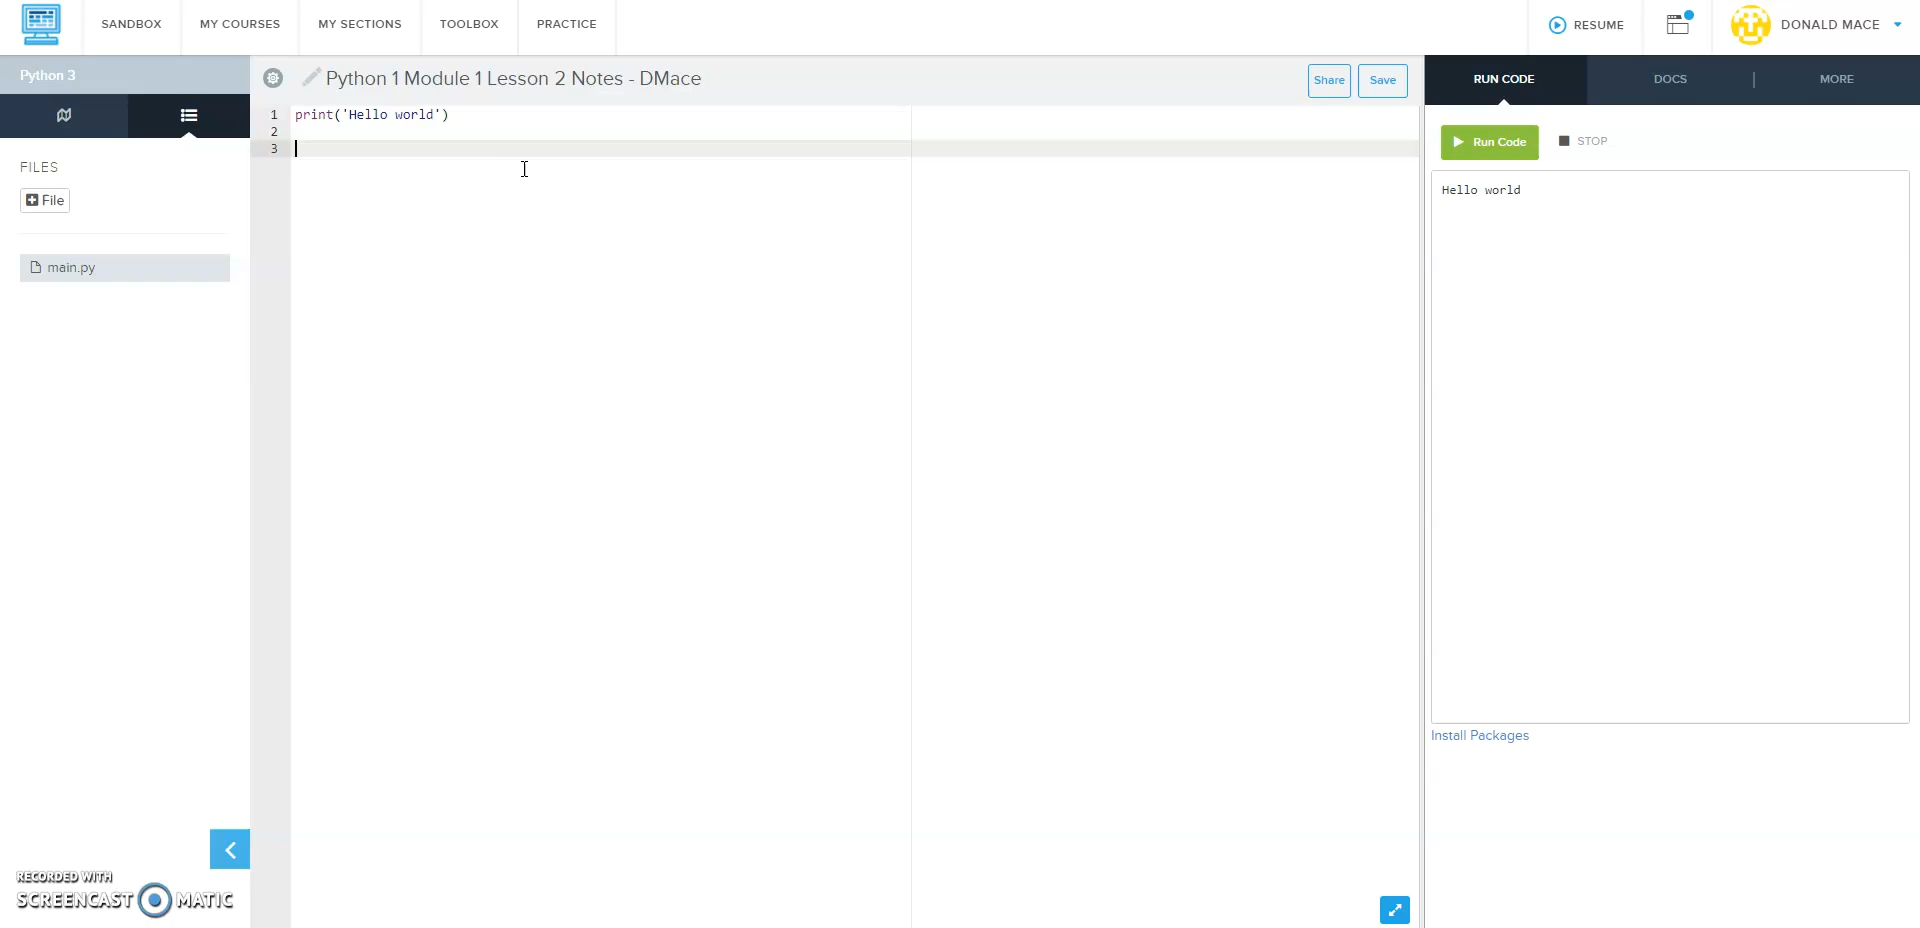 SANDBOX
MY COURSES
MY SECTIONS
TOOLBOX
PRACTICE
RESUME
DONALD MACE
Python 3
Python 1 Module 1 Lesson 2 Notes - DMace
Share
Save
RUN CODE
DOCS
|
MORE
FILES
File
main.py
1 print('Hello world')
2
3
Run Code
STOP
Hello world
Install Packages
RECORDED WITH
SCREENCAST MATIC